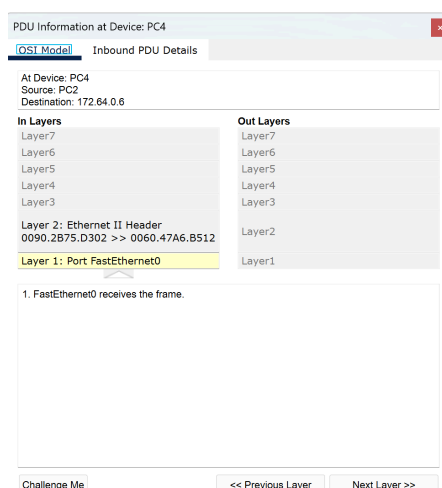 PDU Information at Device: PC4
OSI Model Inbound PDU Details
At Device: PC4
Source: PC2
Destination: 172.64.0.6
In Layers Out Layers
Layer7 Layer7
Layer6 Layer6
Layer5 Layer5
Layer4 Layer4
Layer3 Layer3
Layer 2: Ethernet II Header
0090.2B75.D302 >> 0060.47A6.B512 Layer2
Layer 1: Port FastEthernet0 Layer1
1. FastEthernet0 receives the frame.
Challenge Me << Previous Layer Next Layer >>